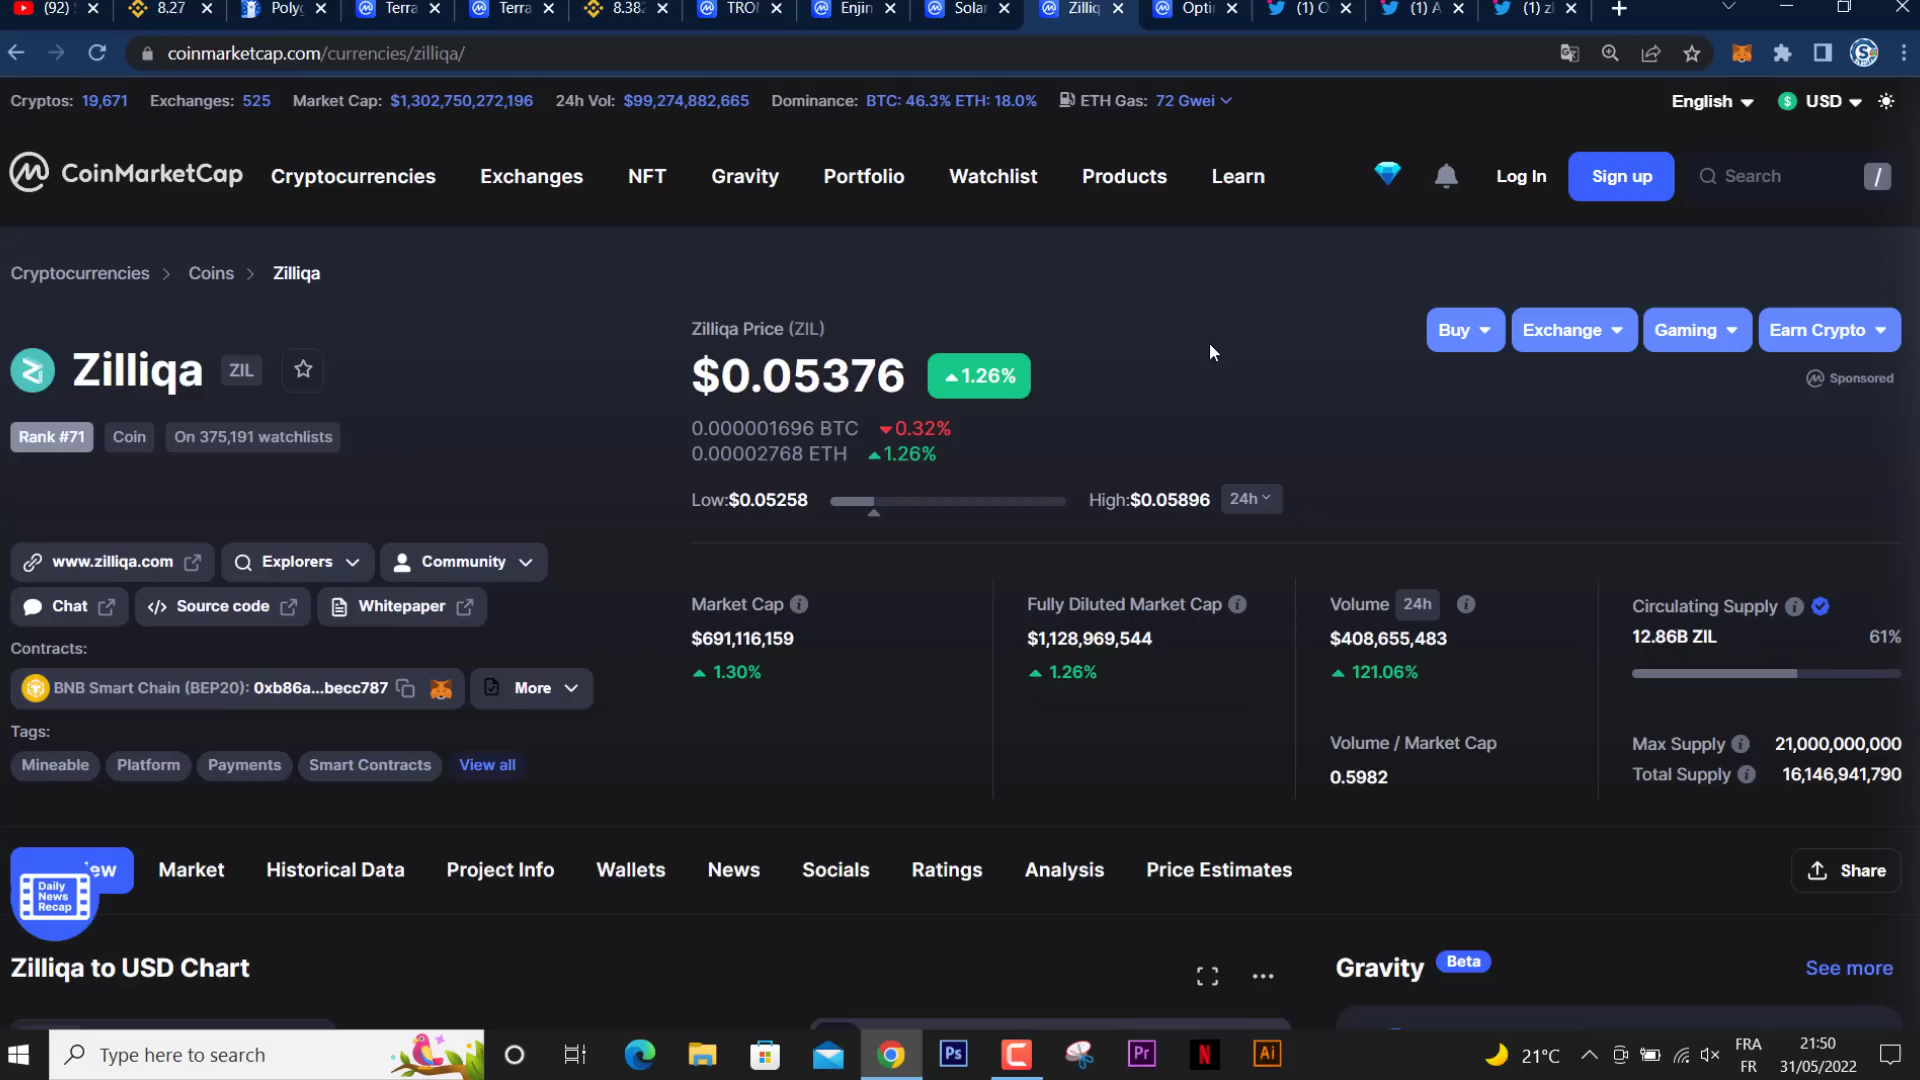 (92)
8.27
Polyg
Terra
Terra
8.382
TRON
Enjin
Solar
Zilliq
Optir
(1) O
(1) A
(1) zl
coinmarketcap.com/currencies/zilliqa/
Cryptos: 19,671 Exchanges: 525 Market Cap: $1,302,750,272,196 24h Vol: $99,274,882,665 Dominance: BTC: 46.3% ETH: 18.0% ETH Gas: 72 Gwei
English USD
CoinMarketCap Cryptocurrencies Exchanges NFT Gravity Portfolio Watchlist Products Learn Log In Sign up Search /
Cryptocurrencies > Coins > Zilliqa
Zilliqa ZIL
Rank #71 Coin On 375,191 watchlists
Zilliqa Price (ZIL)
$0.05376 1.26%
0.000001696 BTC 0.32%
0.00002768 ETH 1.26%
Low:$0.05258 High:$0.05896 24h
Buy Exchange Gaming Earn Crypto
Sponsored
www.zilliqa.com Explorers Community
Chat Source code Whitepaper
Contracts:
BNB Smart Chain (BEP20): 0xb86a...becc787 More
Tags:
Mineable Platform Payments Smart Contracts View all
Market Cap
$691,116,159
1.30%
Fully Diluted Market Cap
$1,128,969,544
1.26%
Volume 24h
$408,655,483
121.06%
Volume / Market Cap
0.5982
Circulating Supply
12.86B ZIL 61%
Max Supply 21,000,000,000
Total Supply 16,146,941,790
Market Historical Data Project Info Wallets News Socials Ratings Analysis Price Estimates Share
Daily
News
Recap
Zilliqa to USD Chart
Gravity Beta See more
Type here to search
Ps
Pr
N
Ai
21°C
FRA
FR
21:50
31/05/2022